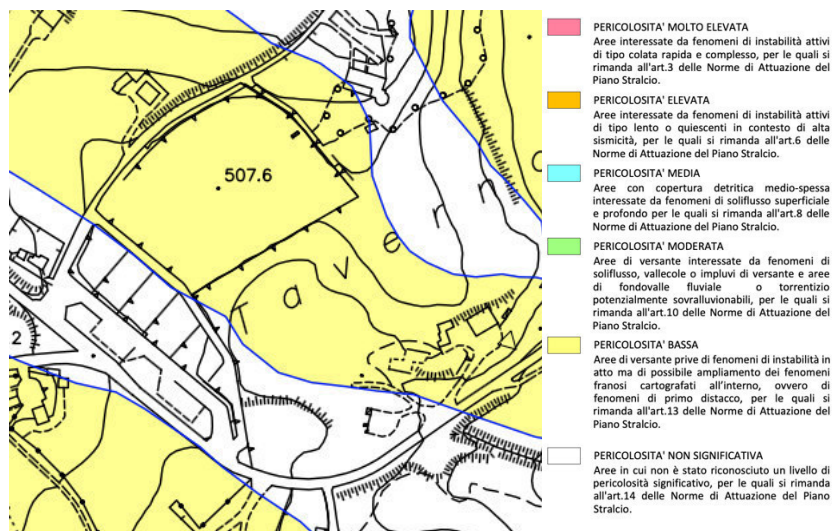 507.6
T a v e r n
2
PERICOLOSITA' MOLTO ELEVATA
Aree interessate da fenomeni di instabilità attivi
di tipo colata rapida e complesso, per le quali si
rimanda all'art.3 delle Norme di Attuazione del
Piano Stralcio.
PERICOLOSITA' ELEVATA
Aree interessate da fenomeni di instabilità attivi
di tipo lento o quiescenti in contesto di alta
sismicità, per le quali si rimanda all'art.6 delle
Norme di Attuazione del Piano Stralcio.
PERICOLOSITA' MEDIA
Aree con copertura detritica medio-spessa
interessate da fenomeni di soliflusso superficiale
e profondo per le quali si rimanda all'art.8 delle
Norme di Attuazione del Piano Stralcio.
PERICOLOSITA' MODERATA
Aree di versante interessate da fenomeni di
soliflusso, vallecole o impluvi di versante e aree
di fondovalle fluviale o torrentizio
potenzialmente sovralluvionabili, per le quali si
rimanda all'art.10 delle Norme di Attuazione del
Piano Stralcio.
PERICOLOSITA' BASSA
Aree di versante prive di fenomeni di instabilità in
atto ma di possibile ampliamento dei fenomeni
franosi cartografati all'interno, ovvero di
fenomeni di primo distacco, per le quali si
rimanda all'art.13 delle Norme di Attuazione del
Piano Stralcio.
PERICOLOSITA' NON SIGNIFICATIVA
Aree in cui non è stato riconosciuto un livello di
pericolosità significativo, per le quali si rimanda
all'art.14 delle Norme di Attuazione del Piano
Stralcio.